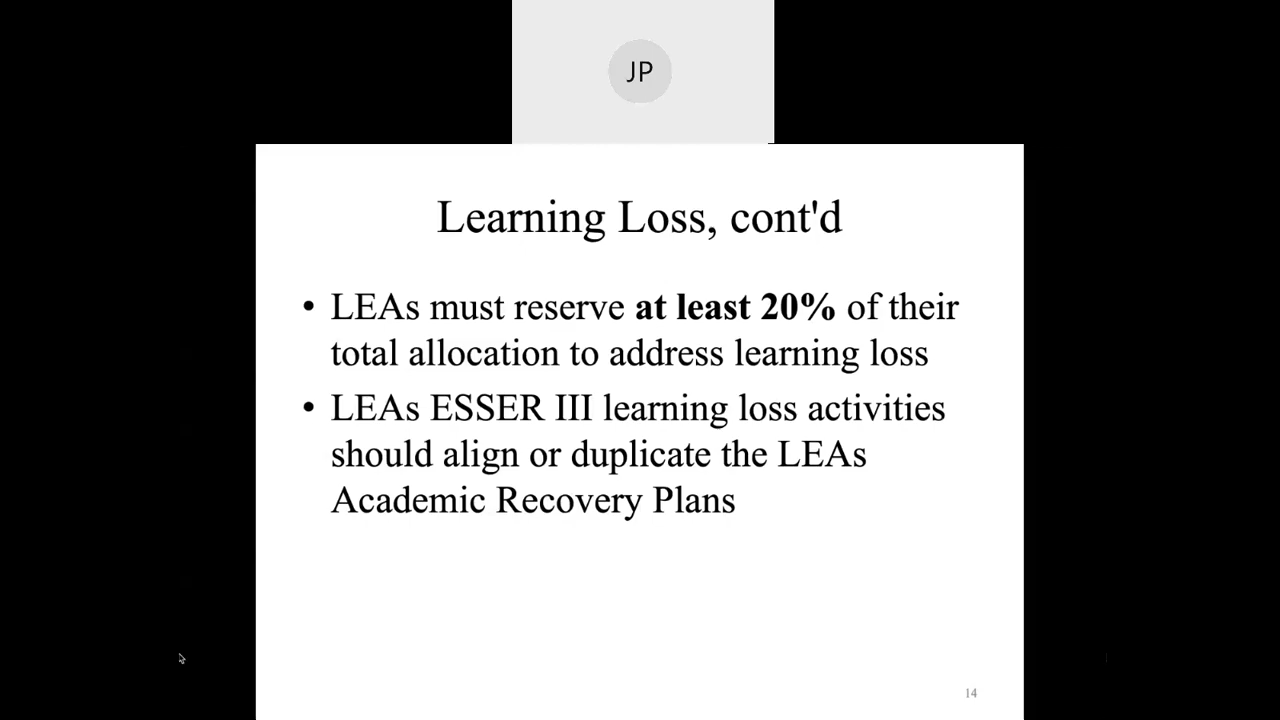 JP
Learning Loss, cont'd
• LEAs must reserve at least 20% of their
total allocation to address learning loss
• LEAs ESSER III learning loss activities
should align or duplicate the LEAs
Academic Recovery Plans
14